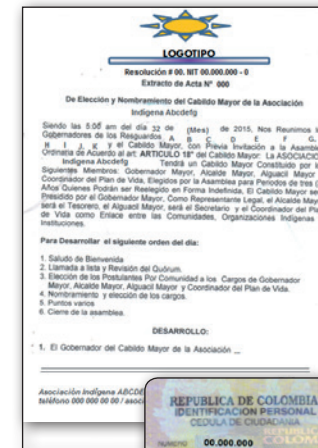 LOGOTIPO
Resolución # 00. NIT 00.000.000 - 0
Extracto de Acta N° 000
De Elección y Nombramiento del Cabildo Mayor de la Asociación
Indígena Abcdefg
Siendo las 5:00 am del día 32 de (Mes) de 2015, Nos Reunimos l
Gobernadores de los Resguardos A B C D E F G,
H I J K y el Cabildo Mayor, con Previa Invitación a la Asamble
Ordinaria de Acuerdo al art: ARTICULO 18° del Cabildo Mayor: La ASOCIACIO
Indígena Abcdefg Tendrá un Cabildo Mayor Constituido por l
Siguientes Miembros: Gobernador Mayor, Alcalde Mayor, Alguacil Mayor
Coordinador del Plan de Vida, Elegidos por la Asamblea para Periodos de tres (
Años Quienes Podrán ser Reelegido en Forma Indefinida, El Cabildo Mayor se
Presidido por el Gobernador Mayor, Como Representante Legal, el Alcalde May
será el Tesorero, el Alguacil Mayor, será el Secretario y el Coordinador del Pl
de Vida como Enlace entre las Comunidades, Organizaciones Indígenas
Instituciones.
Para Desarrollar el siguiente orden del día:
1. Saludo de Bienvenida
2. Llamada a lista y Revisión del Quórum.
3. Elección de los Postulantes Por Comunidad a los Cargos de Gobernador
Mayor, Alcalde Mayor, Alguacil Mayor y Coordinador del Plan de Vida.
4. Nombramiento y elección de los cargos.
5. Puntos varios
6. Cierre de la asamblea.
DESARROLLO:
1. El Gobernador del Cabildo Mayor de la Asociación __
Asociación Indígena ABCDE
teléfono 000 000 00 00 / asoc
REPUBLICA DE COLOMBIA
IDENTIFICACION PERSONAL
CEDULA DE CIUDADANIA
NUMERO 00.000.000